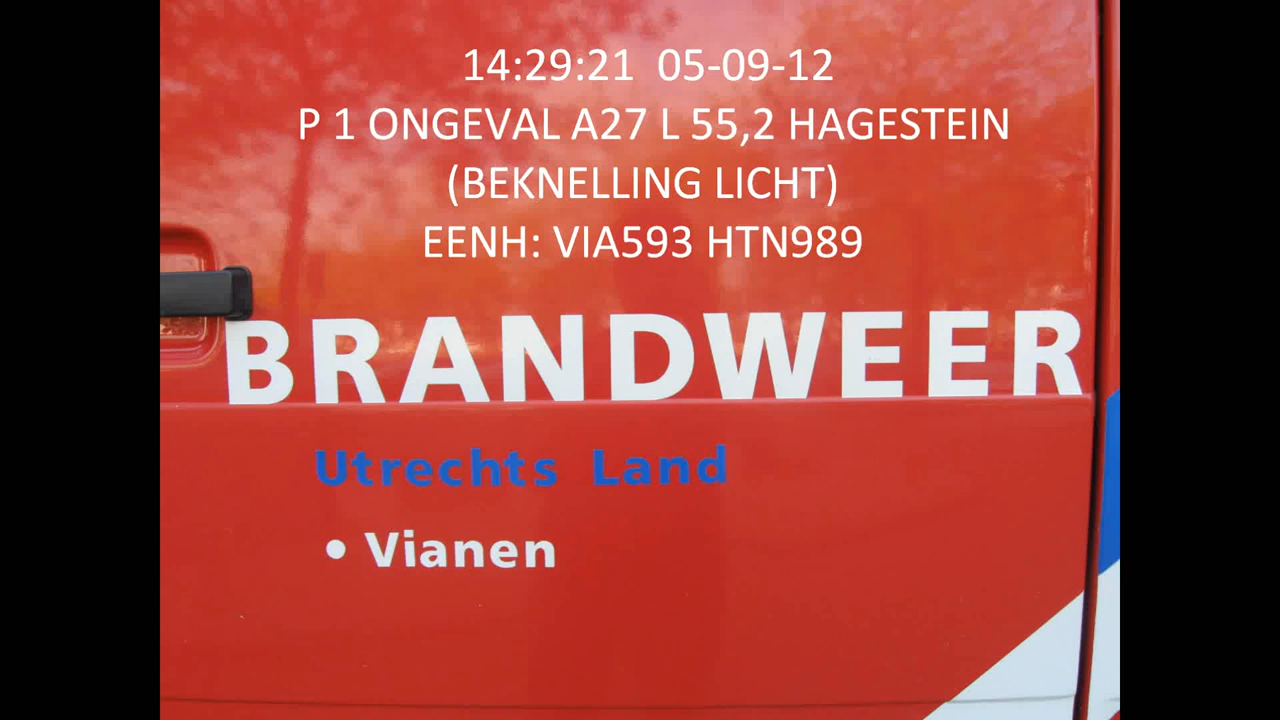 14:29:21 05-09-12
P 1 ONGEVAL A27 L 55,2 HAGESTEIN
(BEKNELLING LICHT)
EENH: VIA593 HTN989
BRANDWEER
Utrechts Land
• Vianen